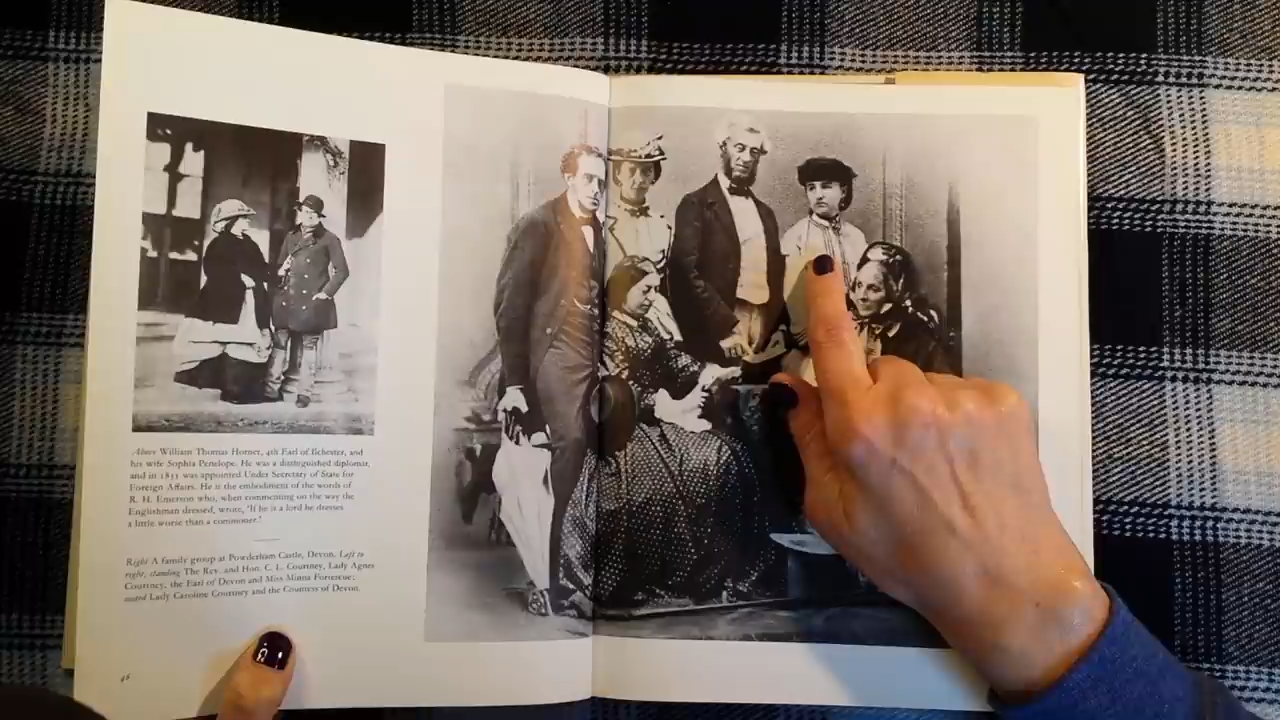 Above William Thomas Horner, 4th Earl of Ilchester, and
his wife Sophia Penelope. He was a distinguished diplomat,
and in 1835 was appointed Under Secretary of State for
Foreign Affairs. He is the embodiment of the words of
R. H. Emerson who, when commenting on the way the
Englishman dressed, wrote, 'If he is a lord he dresses
a little worse than a commoner.'
Right A family group at Powderham Castle, Devon. Left to
right, standing The Rev. and Hon. C. L. Courtney, Lady Agnes
Courtney, the Earl of Devon and Miss Minna Fortescue;
seated Lady Caroline Courtney and the Countess of Devon.
46